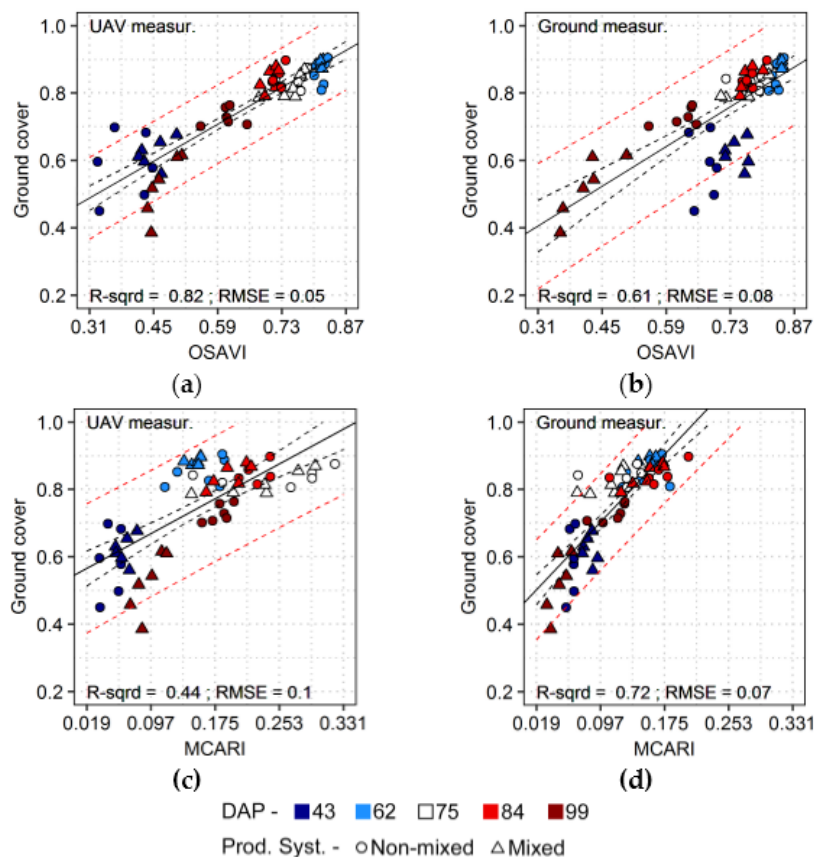 UAV measur.
Ground cover
1.0
0.8
0.6
0.4
0.2
R-sqrd = 0.82 ; RMSE = 0.05
0.31 0.45 0.59 0.73 0.87
OSAVI
(a)
Ground measur.
Ground cover
1.0
0.8
0.6
0.4
0.2
R-sqrd = 0.61 ; RMSE = 0.08
0.31 0.45 0.59 0.73 0.87
OSAVI
(b)
UAV measur.
Ground cover
1.0
0.8
0.6
0.4
0.2
R-sqrd = 0.44 ; RMSE = 0.1
0.019 0.097 0.175 0.253 0.331
MCARI
(c)
Ground measur.
Ground cover
1.0
0.8
0.6
0.4
0.2
R-sqrd = 0.72 ; RMSE = 0.07
0.019 0.097 0.175 0.253 0.331
MCARI
(d)
DAP - 43 62 75 84 99
Prod. Syst. - Non-mixed Mixed